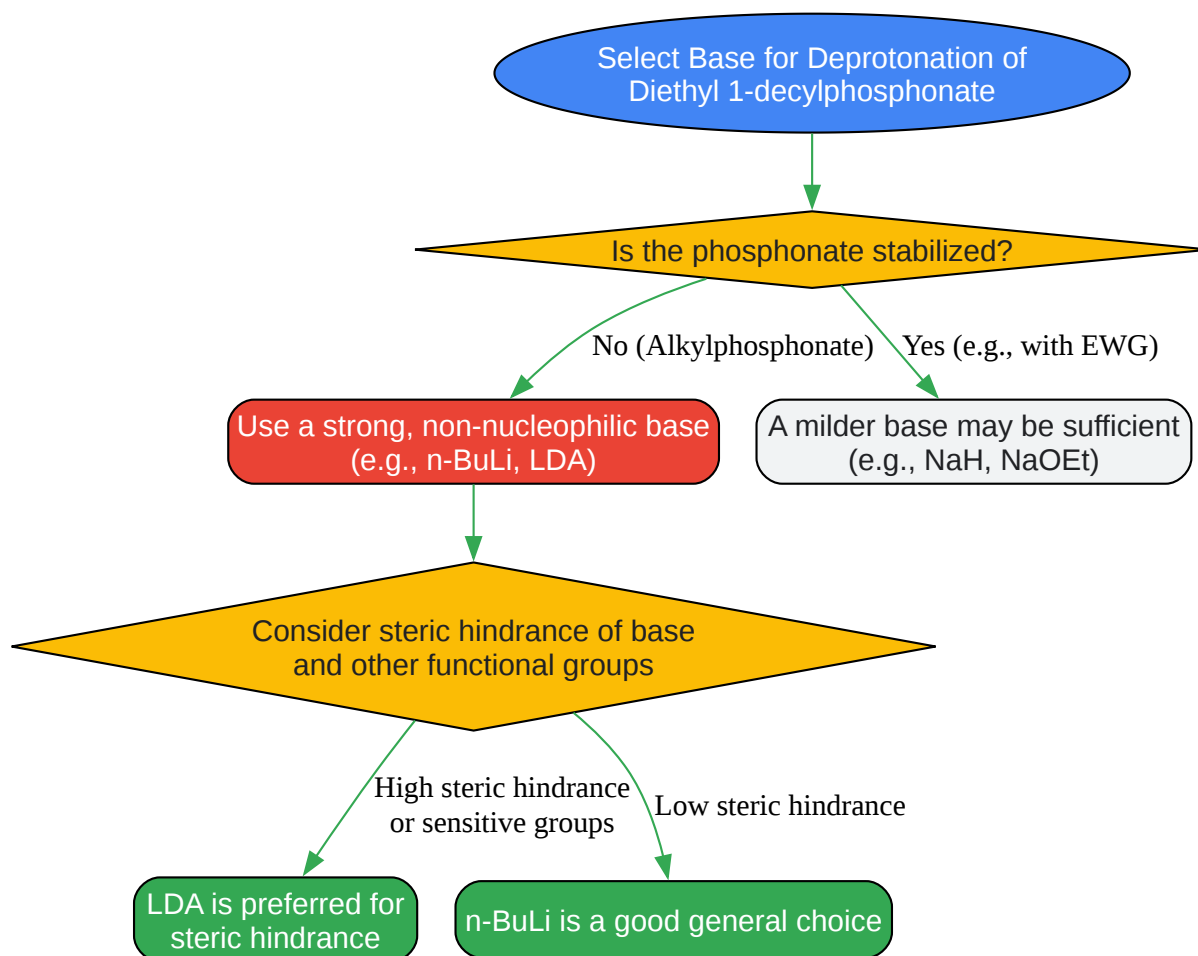 Select Base for Deprotonation of
Diethyl 1-decylphosphonate
Is the phosphonate stabilized?
No (Alkylphosphonate)
Yes (e.g., with EWG)
Use a strong, non-nucleophilic base
(e.g., n-BuLi, LDA)
A milder base may be sufficient
(e.g., NaH, NaOEt)
Consider steric hindrance of base
and other functional groups
High steric hindrance
or sensitive groups
Low steric hindrance
LDA is preferred for
steric hindrance
n-BuLi is a good general choice